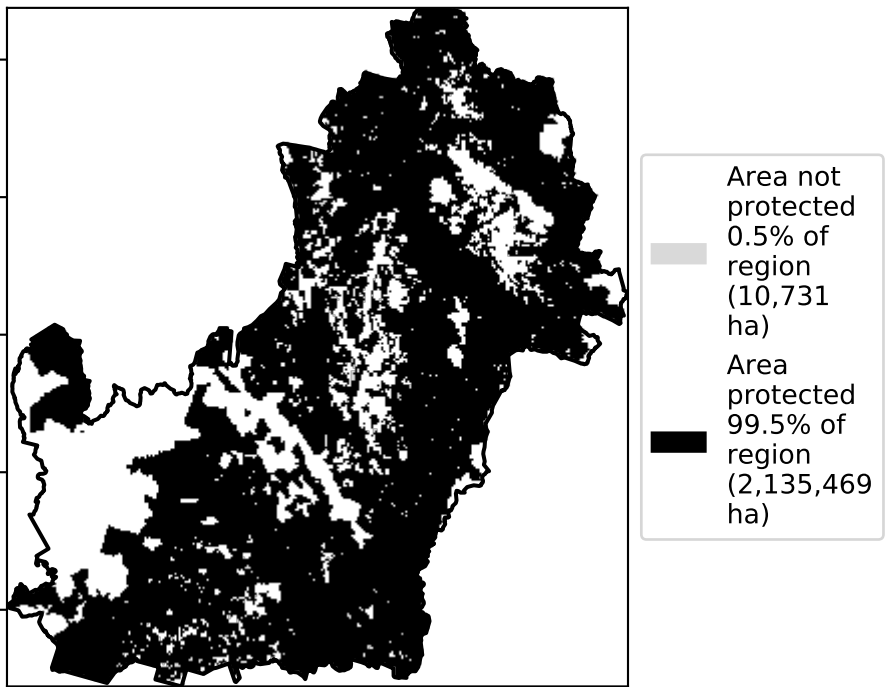 Area not
protected
0.5% of
region
(10,731
ha)
Area
protected
99.5% of
region
(2,135,469
ha)